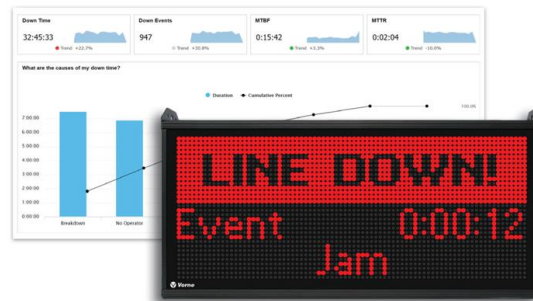 Down Time
32:45:33
Trend +22.7%
Down Events
947
Trend +20.8%
MTBF
0:15:42
Trend +5.3%
MTTR
0:02:04
Trend -10.0%
What are the causes of my down time?
Duration
Cumulative Percent
100.0%
7:00:00
6:00:00
5:00:00
4:00:00
3:00:00
2:00:00
1:00:00
0:00:00
Breakdown
No Operator
LINE DOWN!
Event 0:00:12
Jam
Vorne